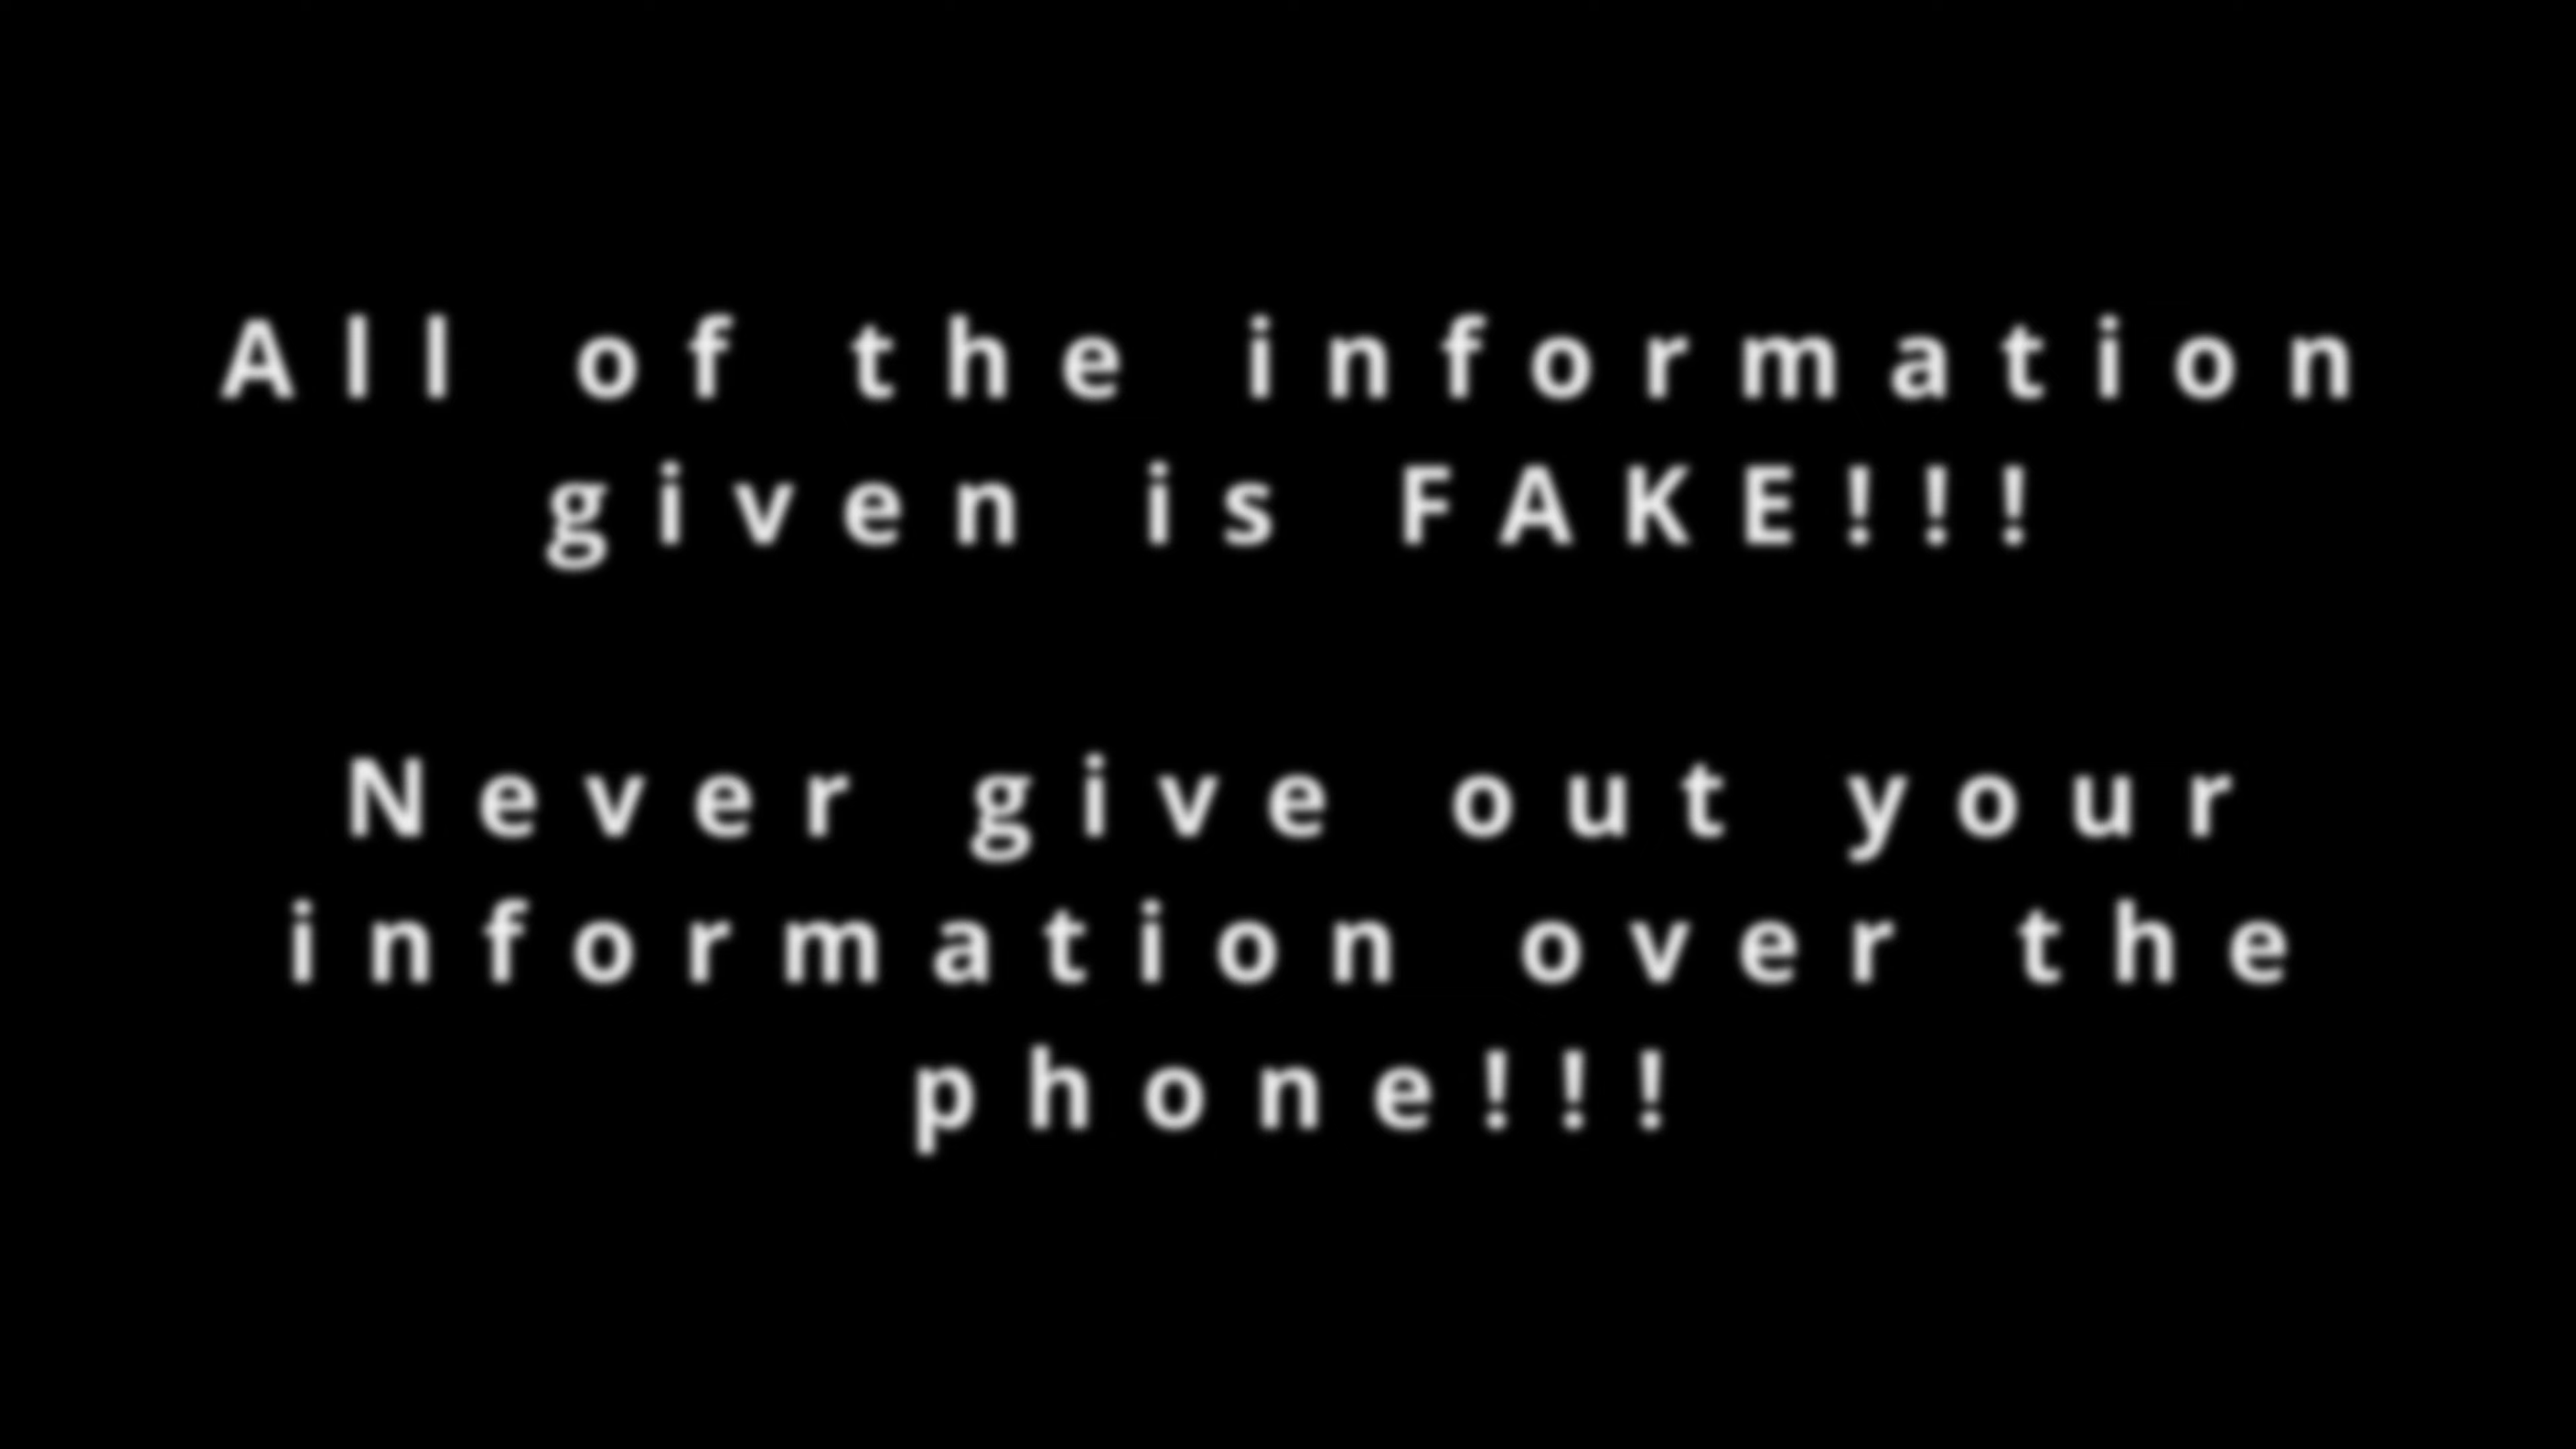 All of the information
given is FAKE!!!
Never give out your
information over the
phone!!!